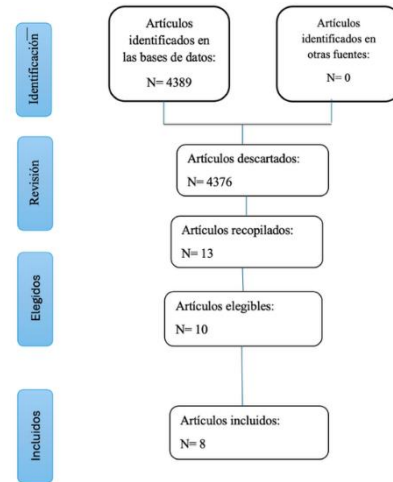 Identificación
Artículos
identificados en
las bases de datos:
N= 4389
Artículos
identificados en
otras fuentes:
N= 0
Revisión
Artículos descartados:
N= 4376
Artículos recopilados:
N= 13
Elegidos
Artículos elegibles:
N= 10
Incluidos
Artículos incluidos:
N= 8